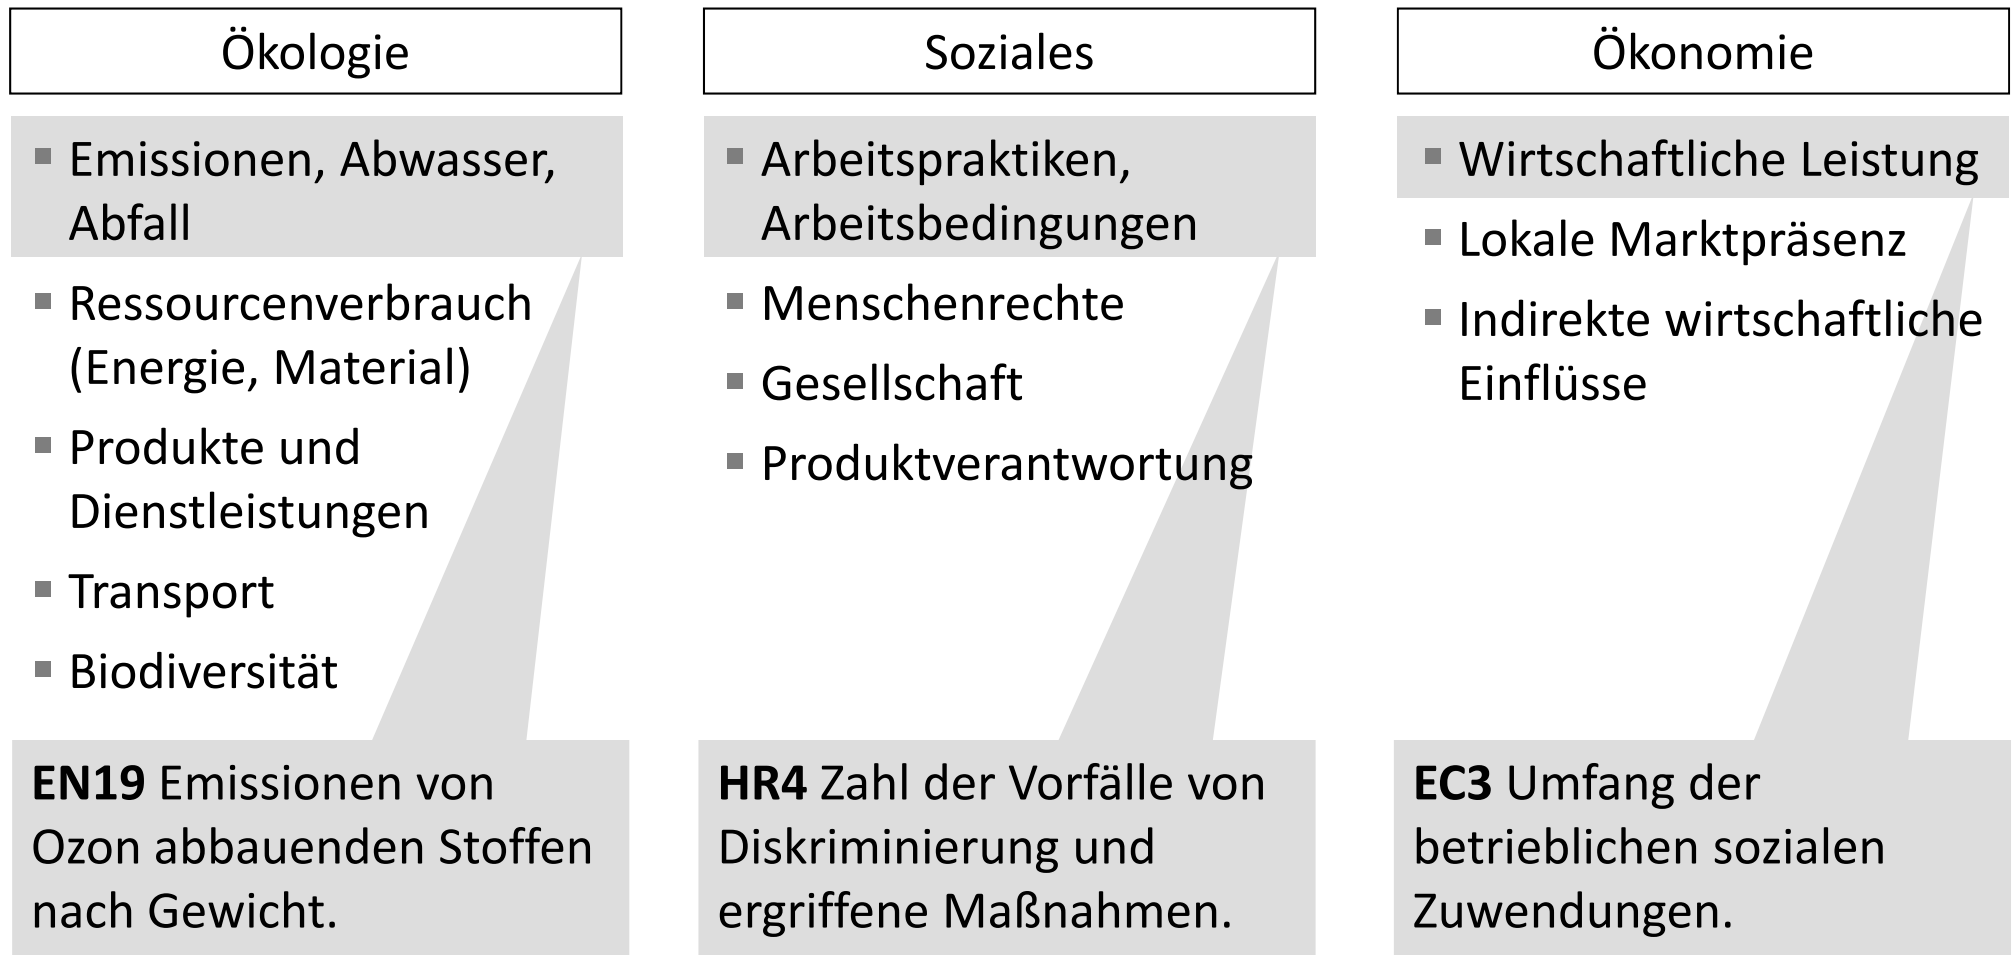 Ökologie
Emissionen, Abwasser,
Abfall
Ressourcenverbrauch
(Energie, Material)
Produkte und
Dienstleistungen
Transport
Biodiversität
EN19 Emissionen von
Ozon abbauenden Stoffen
nach Gewicht.
Soziales
Arbeitspraktiken,
Arbeitsbedingungen
Menschenrechte
Gesellschaft
Produktverantwortung
HR4 Zahl der Vorfälle von
Diskriminierung und
ergriffene Maßnahmen.
Ökonomie
Wirtschaftliche Leistung
Lokale Marktpräsenz
Indirekte wirtschaftliche
Einflüsse
EC3 Umfang der
betrieblichen sozialen
Zuwendungen.